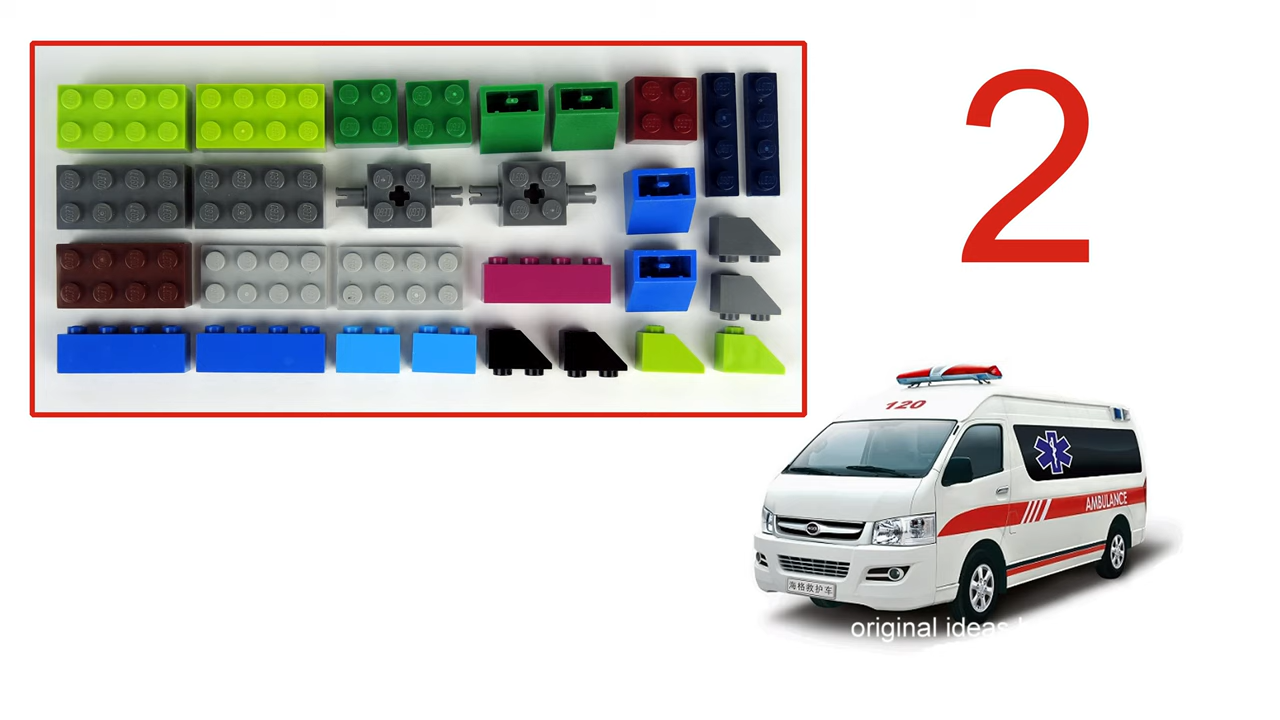 2
120
AMBULANCE
海格救护车
original ideas